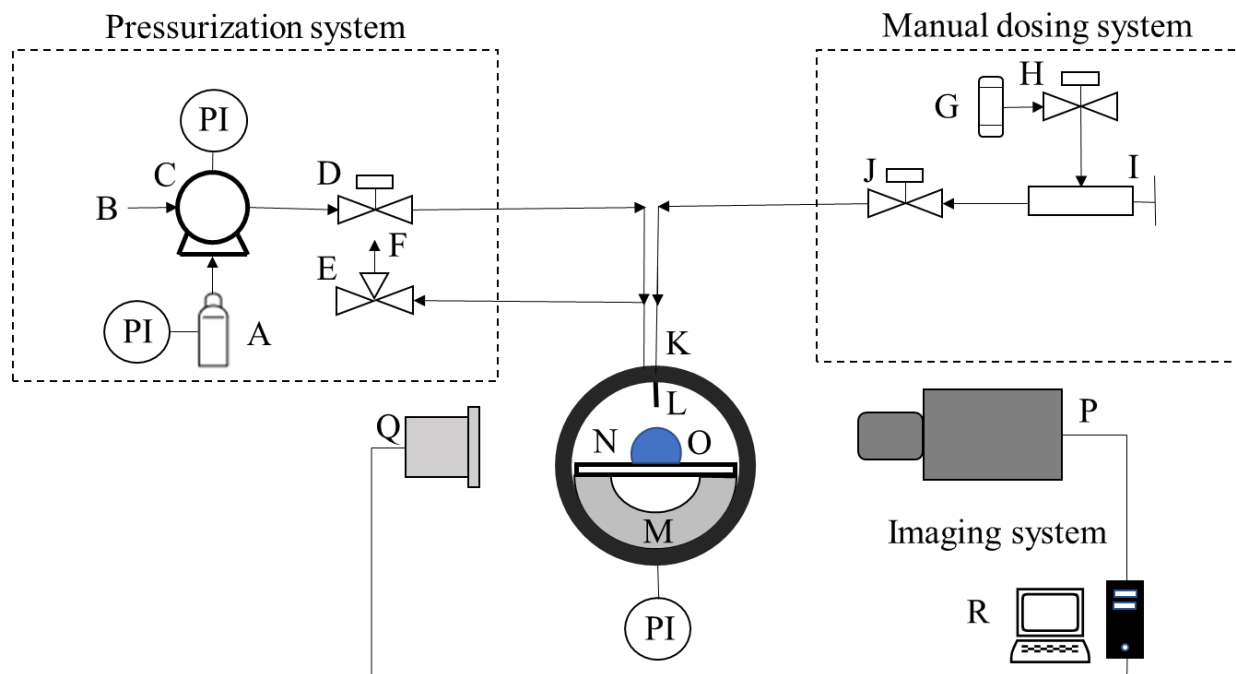 Pressurization system
Manual dosing system
PI
C
B
D
F
E
PI
A
G
H
I
J
K
L
N
O
M
PI
Q
P
Imaging system
R